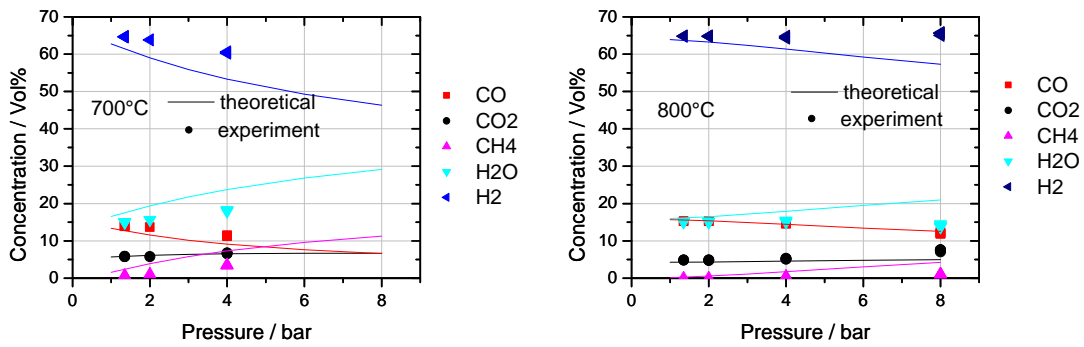 70
60
50
40
30
20
10
0
Concentration / Vol%
700°C
theoretical
experiment
0 2 4 6 8
Pressure / bar
CO
CO2
CH4
H2O
H2
70
60
50
40
30
20
10
0
Concentration / Vol%
800°C
theoretical
experiment
0 2 4 6 8
Pressure / bar
CO
CO2
CH4
H2O
H2